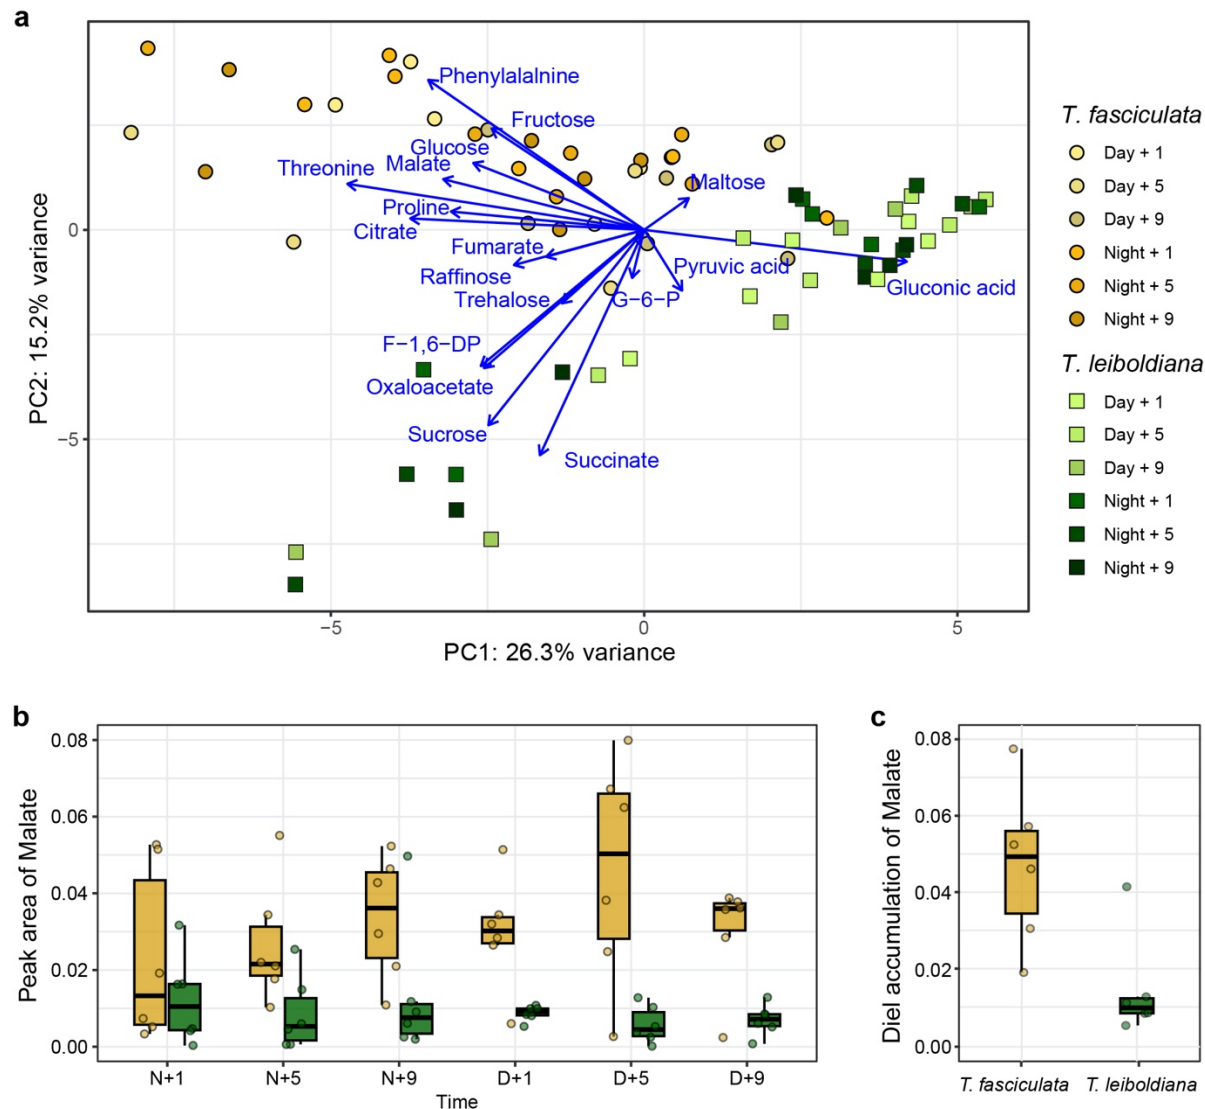 a
PC2: 15.2% variance
0
−5
Phenylalalnine
Fructose
Glucose
Malate
Threonine
Maltose
Proline
Citrate
Fumarate
Raffinose
Pyruvic acid
Trehalose
G−6−P
Gluconic acid
F−1,6−DP
Oxaloacetate
Sucrose
Succinate
−5
0
5
PC1: 26.3% variance
T. fasciculata
Day + 1
Day + 5
Day + 9
Night + 1
Night + 5
Night + 9
T. leiboldiana
Day + 1
Day + 5
Day + 9
Night + 1
Night + 5
Night + 9
b
Peak area of Malate
0.08
0.06
0.04
0.02
0.00
N+1
N+5
N+9
D+1
D+5
D+9
Time
c
Diel accumulation of Malate
0.08
0.06
0.04
0.02
0.00
T. fasciculata
T. leiboldiana